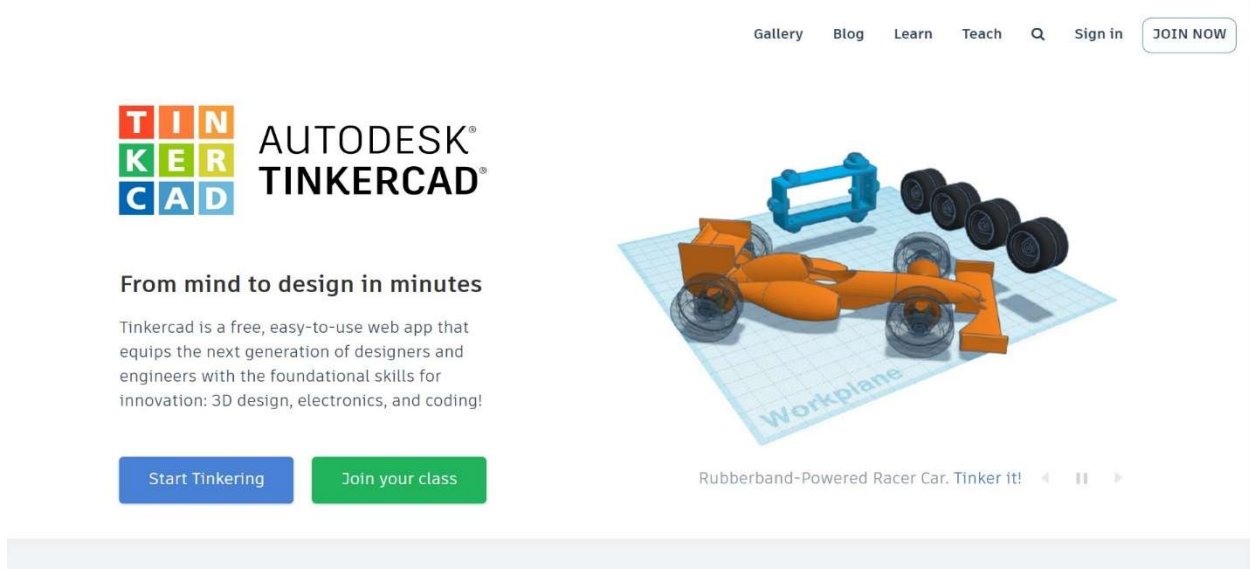 Gallery Blog Learn Teach Sign in JOIN NOW
TIN
KER
CAD
AUTODESK®
TINKERCAD®
From mind to design in minutes
Tinkercad is a free, easy-to-use web app that
equips the next generation of designers and
engineers with the foundational skills for
innovation: 3D design, electronics, and coding!
Start Tinkering Join your class
Workplane
Rubberband-Powered Racer Car. Tinker it!